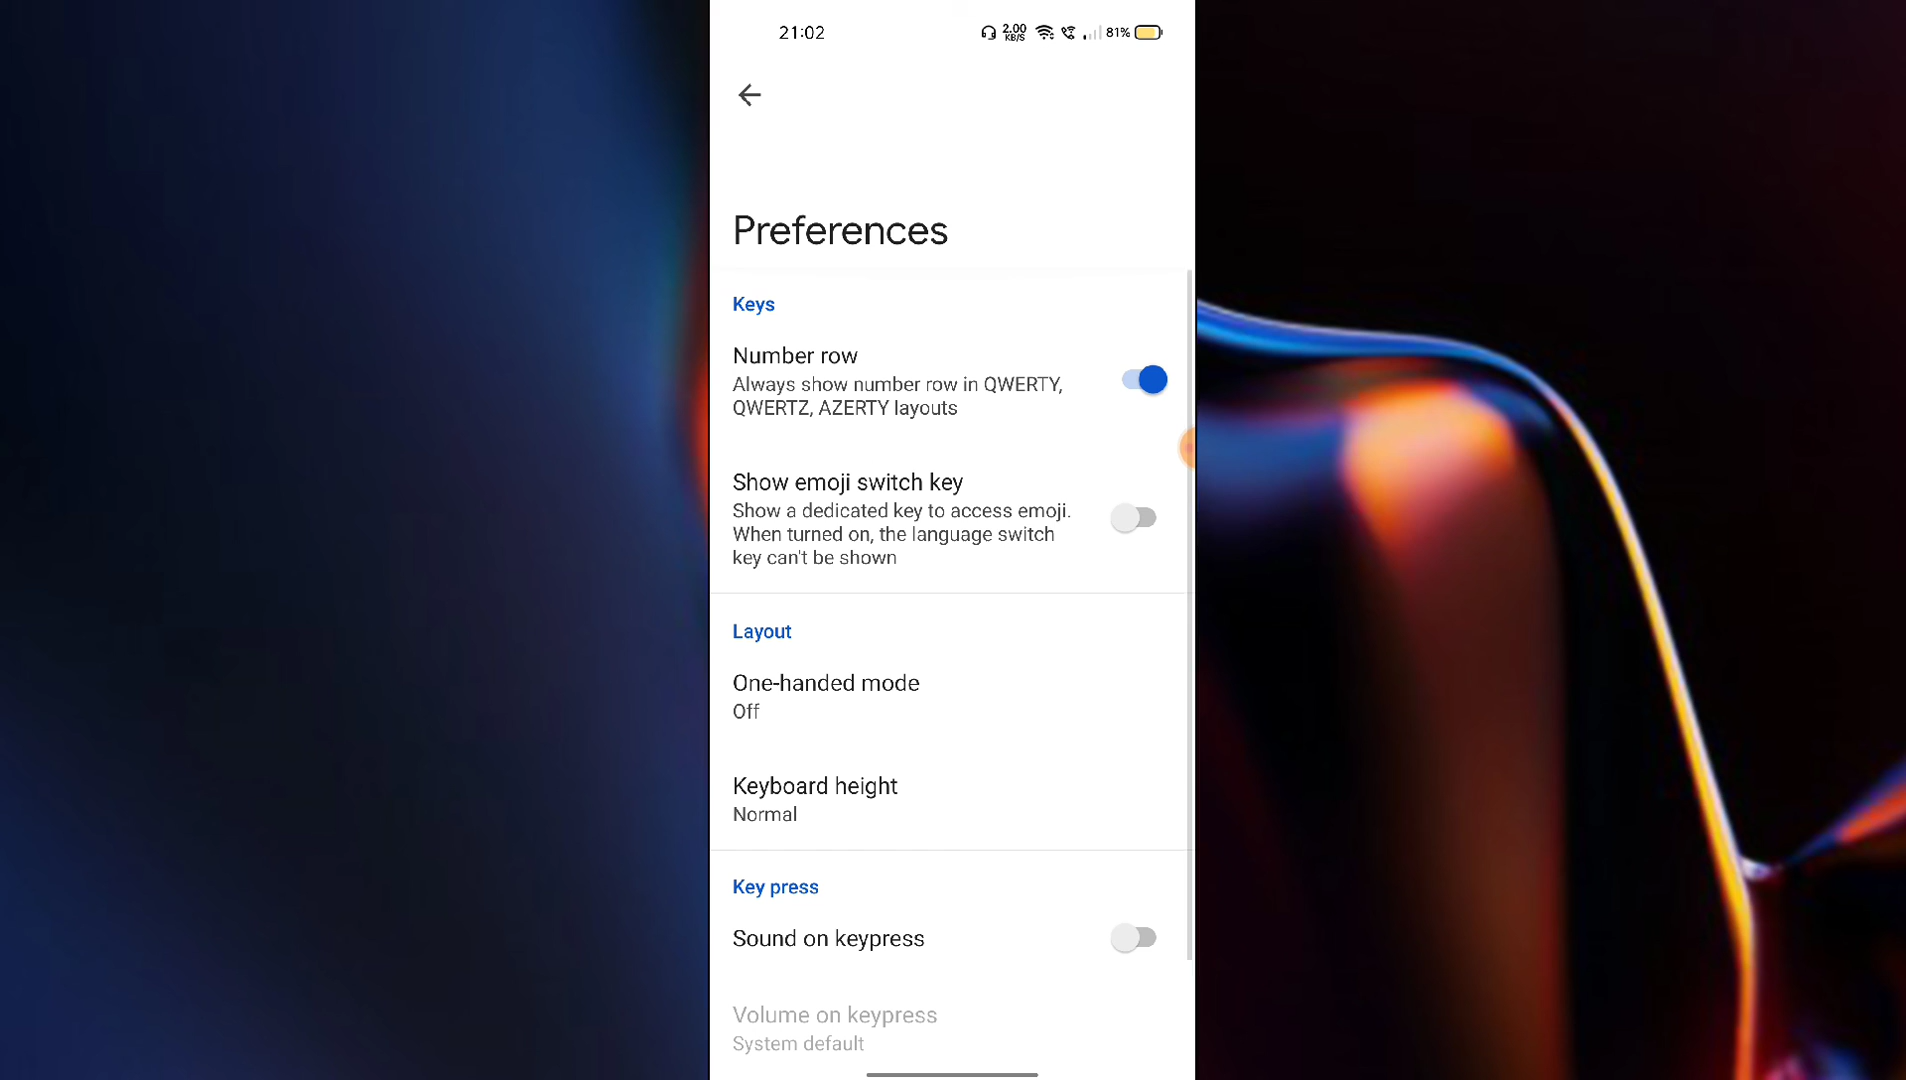 21:02
2.00
KB/S
81%
Preferences
Keys
Number row
Always show number row in QWERTY,
QWERTZ, AZERTY layouts
Show emoji switch key
Show a dedicated key to access emoji.
When turned on, the language switch
key can't be shown
Layout
One-handed mode
Off
Keyboard height
Normal
Key press
Sound on keypress
Volume on keypress
System default